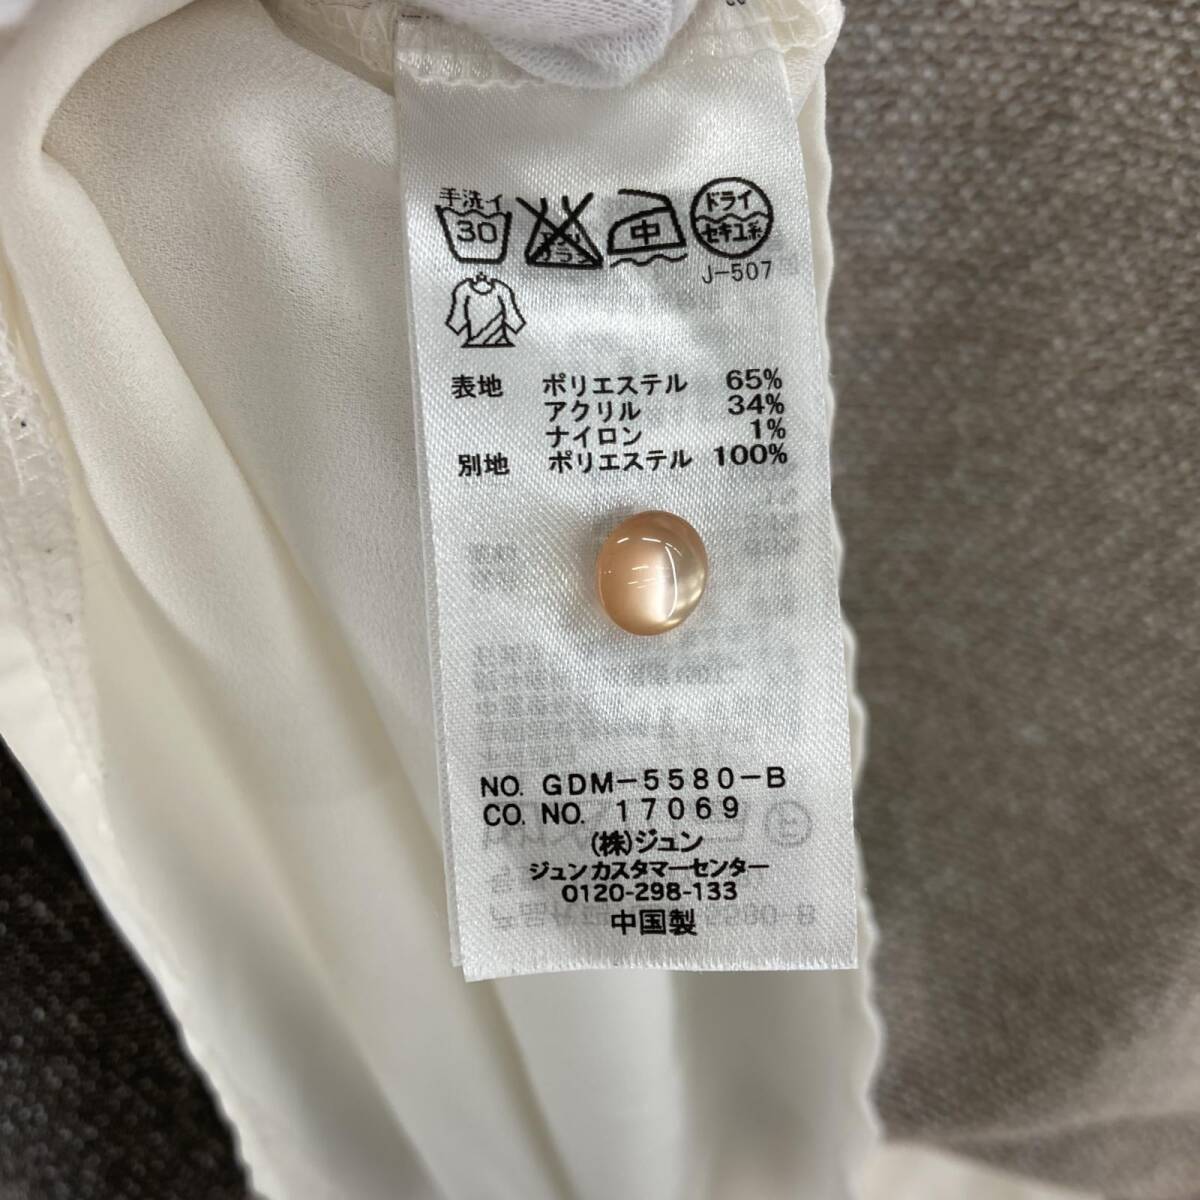 手洗イ
30
中
ドライ
セキユ系
J-507
表地 ポリエステル 65%
アクリル 34%
ナイロン 1%
別地 ポリエステル 100%
NO. GDM-5580-B
CO. NO. 17069
(株)ジュン
ジュンカスタマーセンター
0120-298-133
中国製